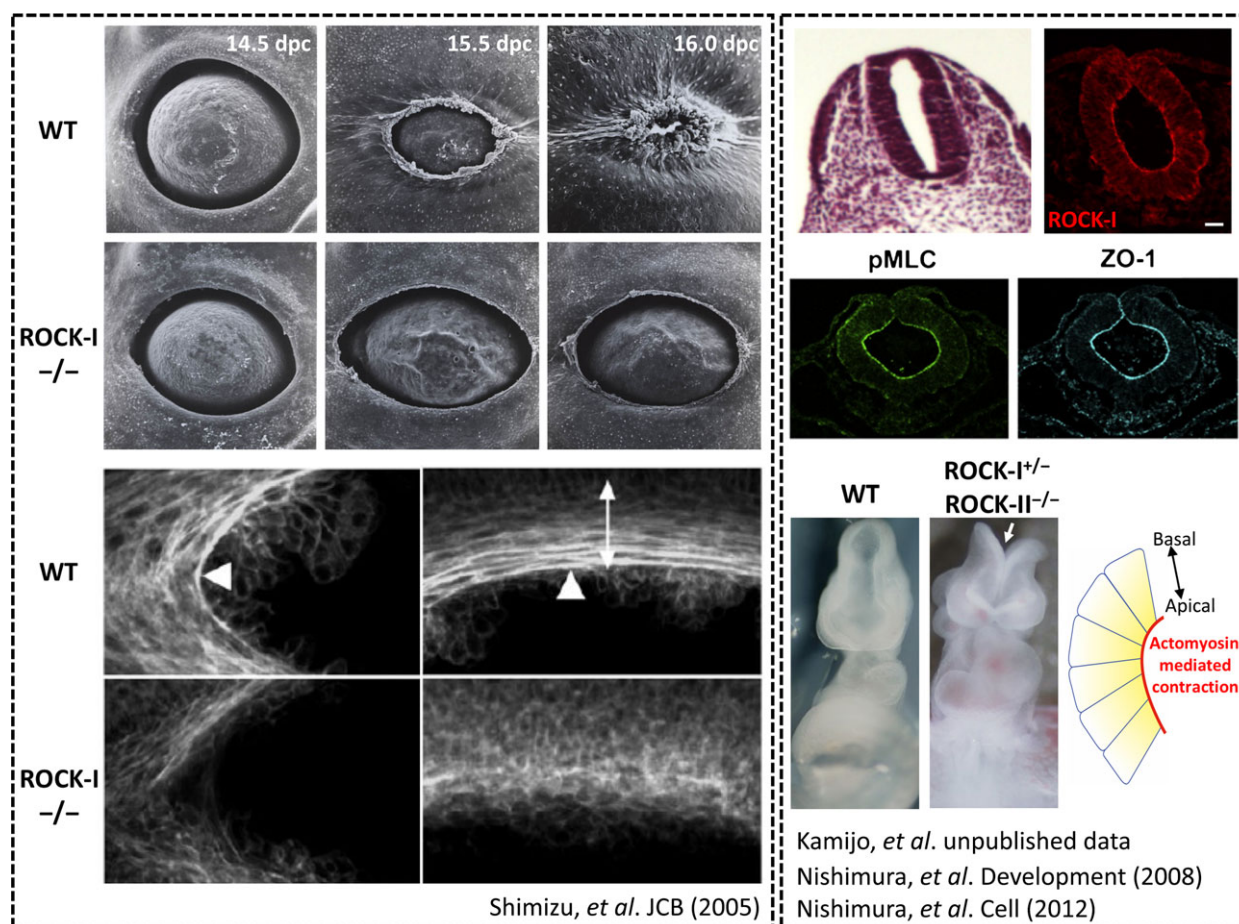 14.5 dpc
15.5 dpc
16.0 dpc
WT
ROCK-I
–/–
WT
ROCK-I
–/–
Shimizu, et al. JCB (2005)
ROCK-I
pMLC
ZO-1
WT
ROCK-I+/–
ROCK-II–/–
Basal
Apical
Actomyosin
mediated
contraction
Kamijo, et al. unpublished data
Nishimura, et al. Development (2008)
Nishimura, et al. Cell (2012)